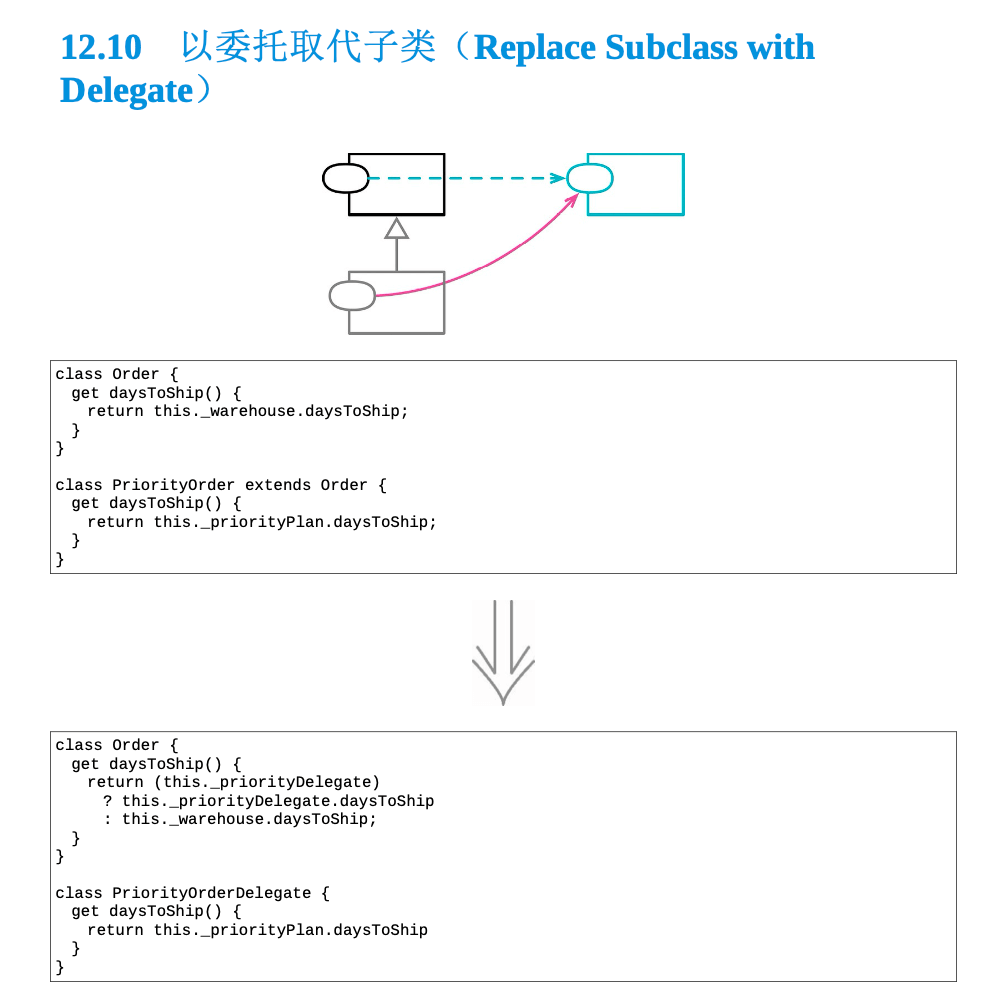 12.10 以委托取代子类（Replace Subclass with
Delegate）
class Order {
  get daysToShip() {
    return this._warehouse.daysToShip;
  }
}

class PriorityOrder extends Order {
  get daysToShip() {
    return this._priorityPlan.daysToShip;
  }
}
class Order {
  get daysToShip() {
    return (this._priorityDelegate)
      ? this._priorityDelegate.daysToShip
      : this._warehouse.daysToShip;
  }
}

class PriorityOrderDelegate {
  get daysToShip() {
    return this._priorityPlan.daysToShip
  }
}